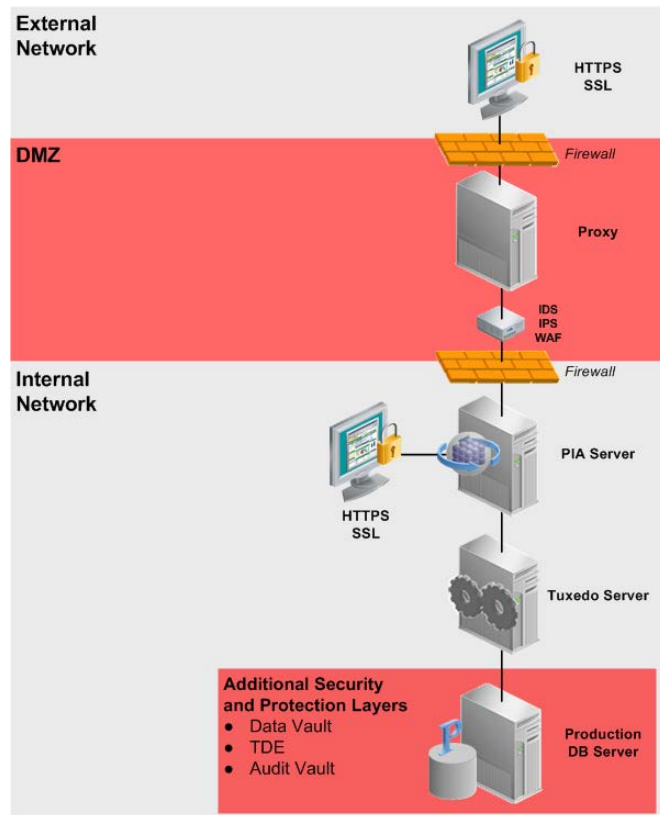 External
Network
HTTPS
SSL
DMZ
Firewall
Proxy
IDS
IPS
WAF
Firewall
Internal
Network
PIA Server
HTTPS
SSL
Tuxedo Server
Additional Security
and Protection Layers
● Data Vault
● TDE
● Audit Vault
P
Production
DB Server